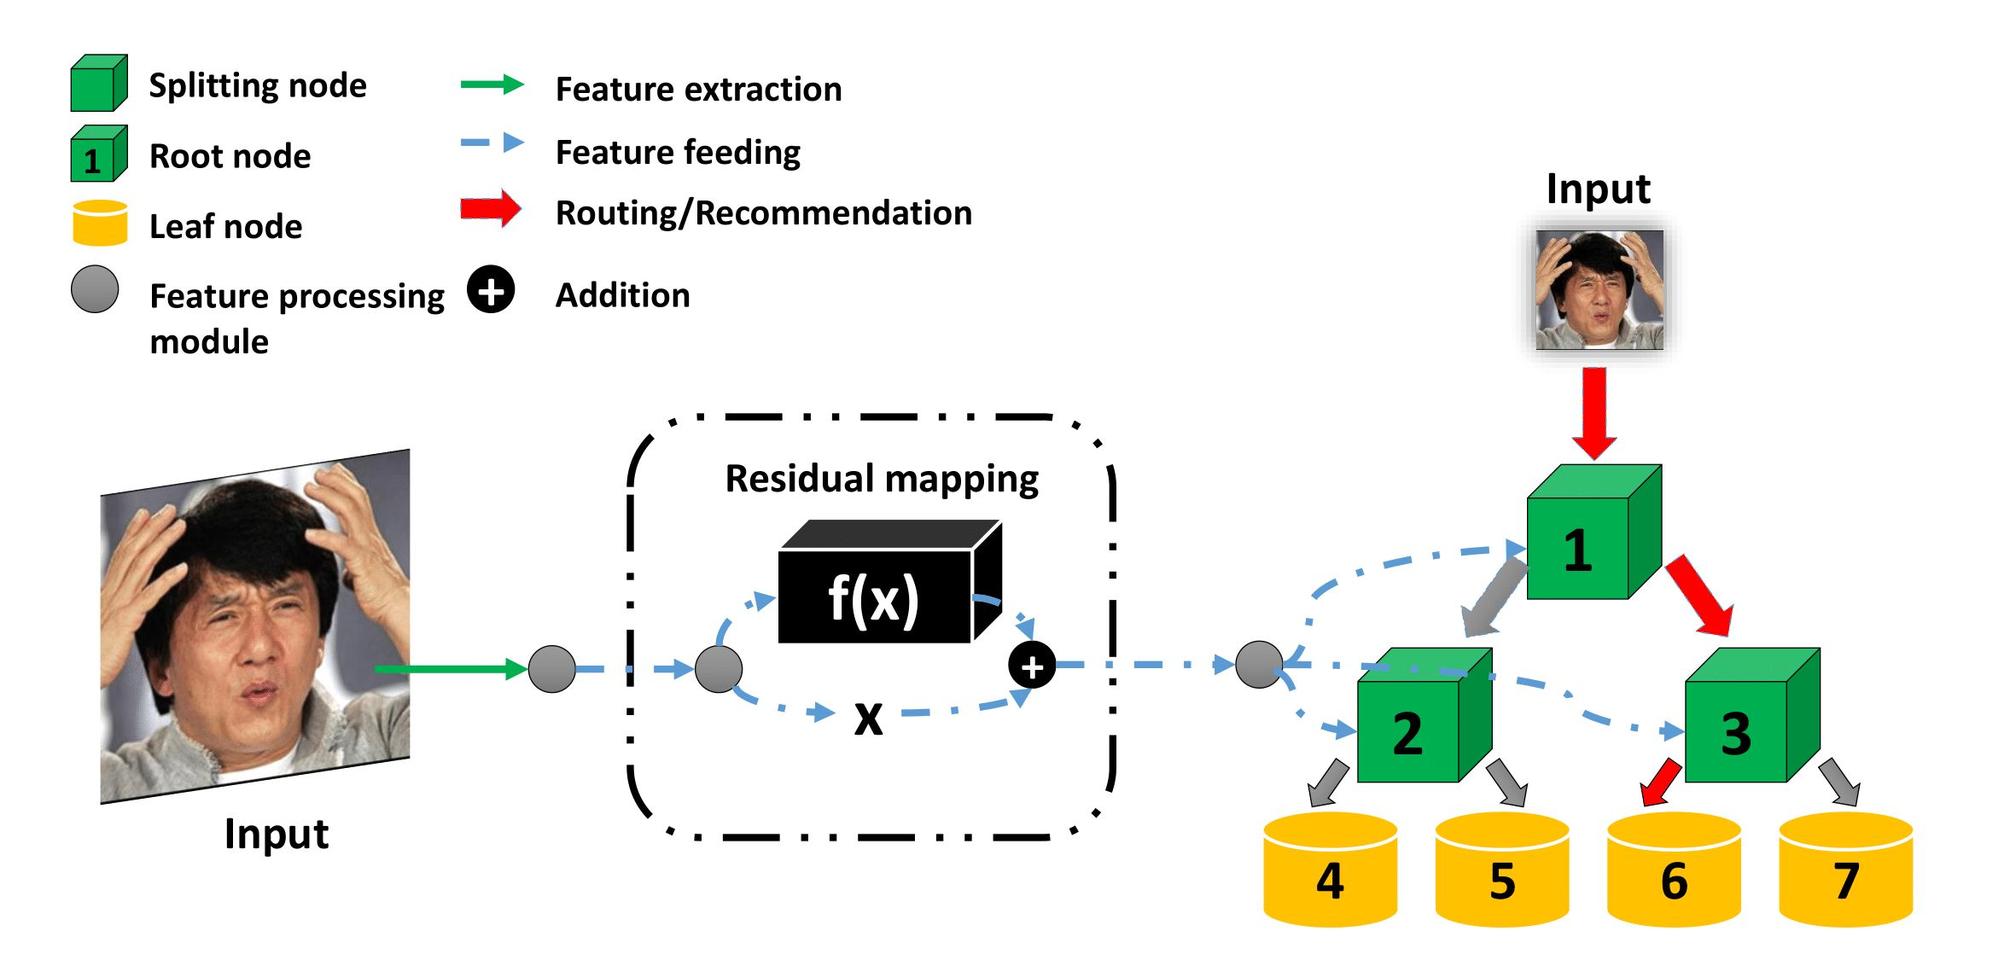 Splitting node
Feature extraction
1
Root node
Feature feeding
Leaf node
Routing/Recommendation
Feature processing
module
+
Addition
Input
Residual mapping
f(x)
x
+
Input
1
2
3
4
5
6
7